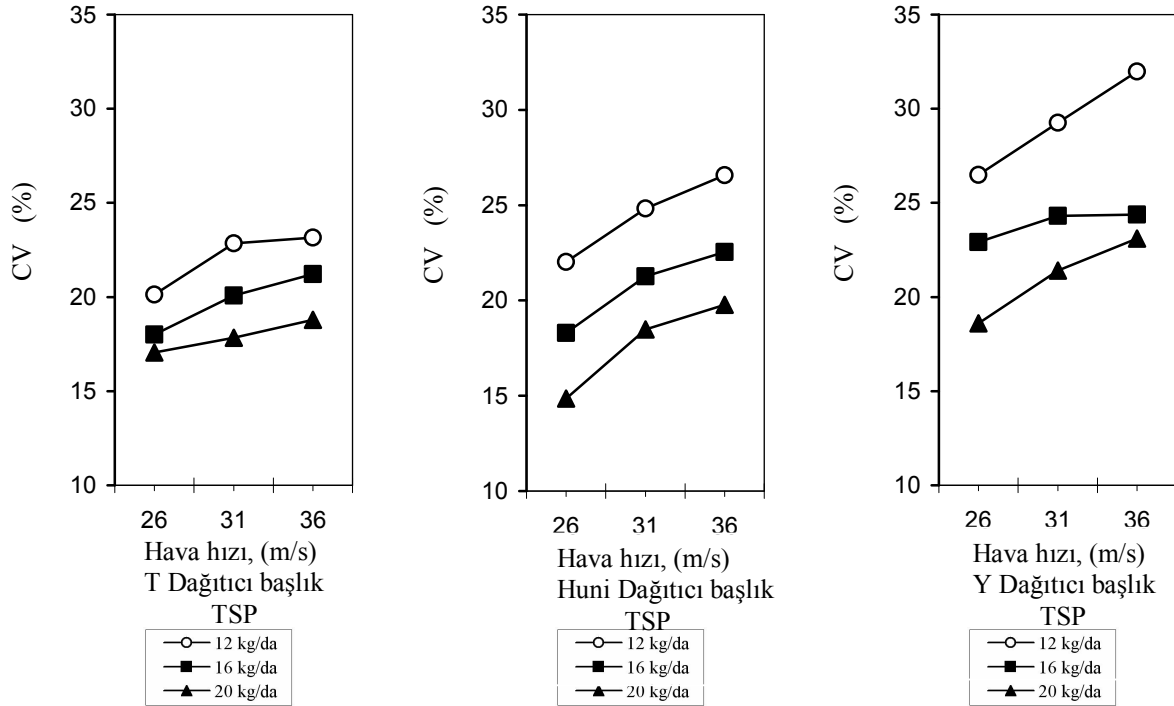 35
30
25
20
15
10
CV (%)
26 31 36
Hava hızı, (m/s)
T Dağıtıcı başlık
TSP
12 kg/da
16 kg/da
20 kg/da
35
30
25
20
15
10
CV (%)
26 31 36
Hava hızı, (m/s)
Huni Dağıtıcı başlık
TSP
12 kg/da
16 kg/da
20 kg/da
35
30
25
20
15
10
CV (%)
26 31 36
Hava hızı, (m/s)
Y Dağıtıcı başlık
TSP
12 kg/da
16 kg/da
20 kg/da